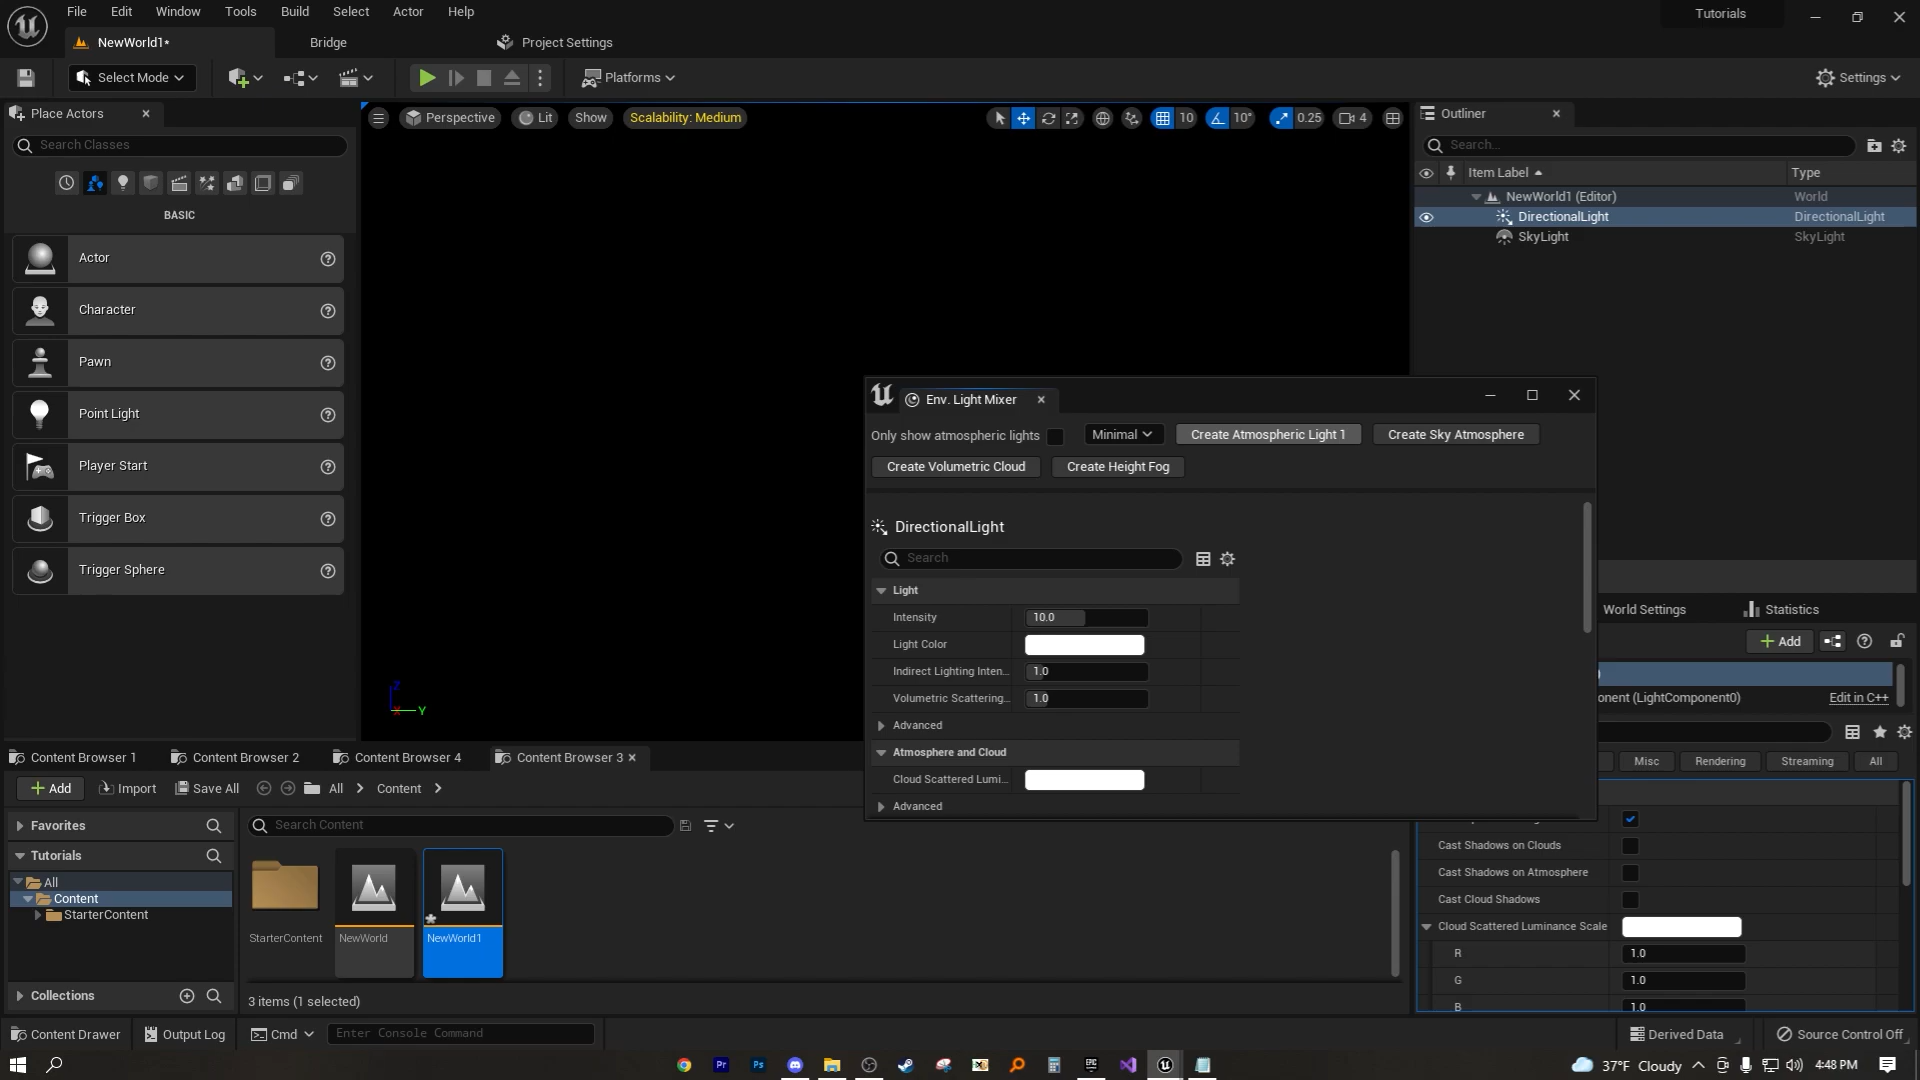 File Edit Window Tools Build Select Actor Help
Tutorials
NewWorld1* Bridge Project Settings
Select Mode Platforms Settings
Place Actors
Search Classes
BASIC
Actor
Character
Pawn
Point Light
Player Start
Trigger Box
Trigger Sphere
Perspective Lit Show Scalability: Medium 10 10° 0.25 4
Z
X Y
Outliner
Search...
Item Label Type
NewWorld1 (Editor) World
DirectionalLight DirectionalLight
SkyLight SkyLight
Env. Light Mixer
Only show atmospheric lights Minimal Create Atmospheric Light 1 Create Sky Atmosphere
Create Volumetric Cloud Create Height Fog
DirectionalLight
Search
Light
Intensity 10.0
Light Color
Indirect Lighting Inten... 1.0
Volumetric Scattering... 1.0
Advanced
Atmosphere and Cloud
Cloud Scattered Lumi...
Advanced
World Settings Statistics
Add
onent (LightComponent0) Edit in C++
Misc Rendering Streaming All
Cast Shadows on Clouds
Cast Shadows on Atmosphere
Cast Cloud Shadows
Cloud Scattered Luminance Scale
R 1.0
G 1.0
B 1.0
Content Browser 1 Content Browser 2 Content Browser 4 Content Browser 3
Add Import Save All All Content
Favorites
Search Content
Tutorials
All
Content
StarterContent
Collections
StarterContent NewWorld NewWorld1
3 items (1 selected)
Content Drawer Output Log Cmd Enter Console Command Derived Data Source Control Off
Pr Ps EPIC 37°F Cloudy 4:48 PM